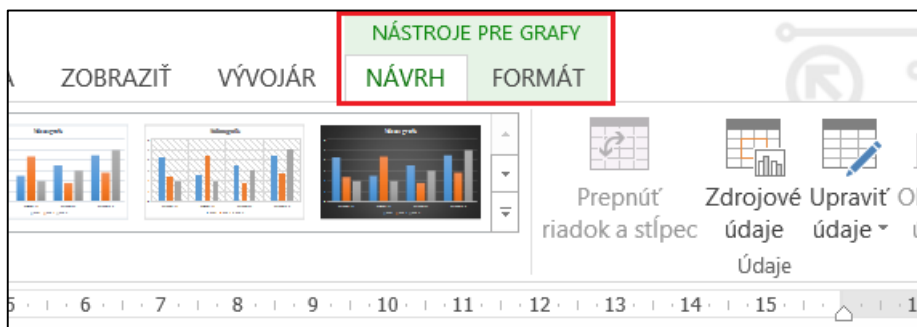 NÁSTROJE PRE GRAFY
ZOBRAZIŤ VÝVOJÁR NÁVRH FORMÁT
Prepnúť
riadok a stĺpec
Zdrojové
údaje
Upraviť
údaje
Údaje
6 7 8 9 10 11 12 13 14 15